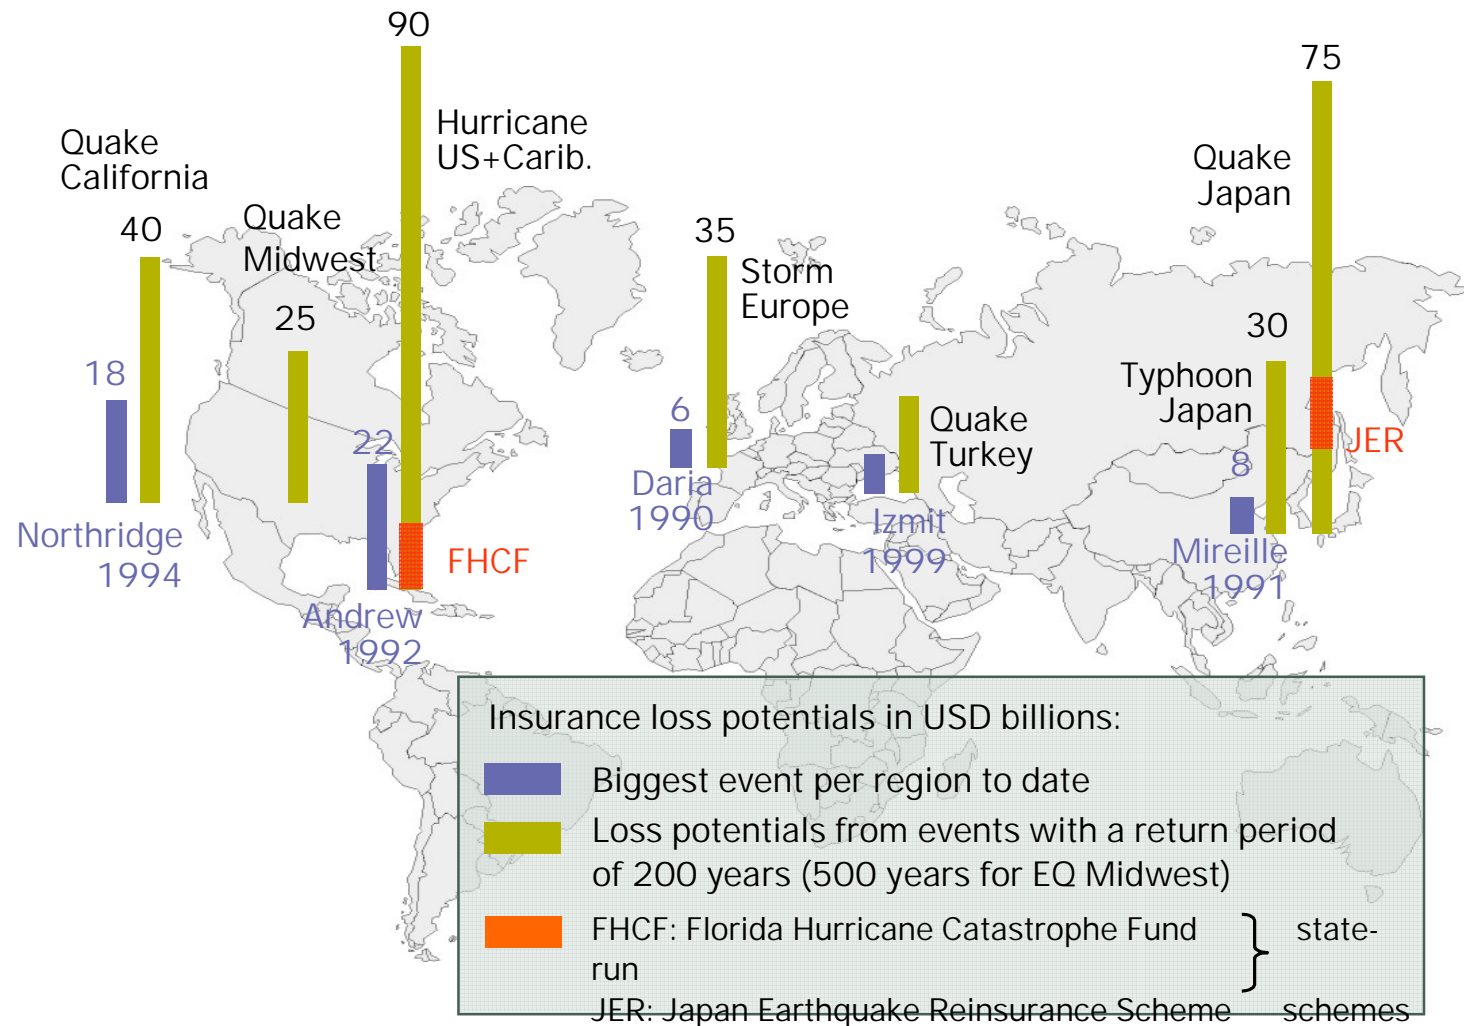 90
75
Hurricane
US+Carib.
Quake
California
Quake
Japan
Quake
Midwest
40
35
Storm
Europe
25
30
18
Typhoon
Japan
6
Quake
Turkey
22
JER
8
Daria
1990
Izmit
1999
Northridge
1994
FHCF
Mireille
1991
Andrew
1992
Insurance loss potentials in USD billions:
Biggest event per region to date
Loss potentials from events with a return period
of 200 years (500 years for EQ Midwest)
FHCF: Florida Hurricane Catastrophe Fund } state-
run
JER: Japan Earthquake Reinsurance Scheme schemes